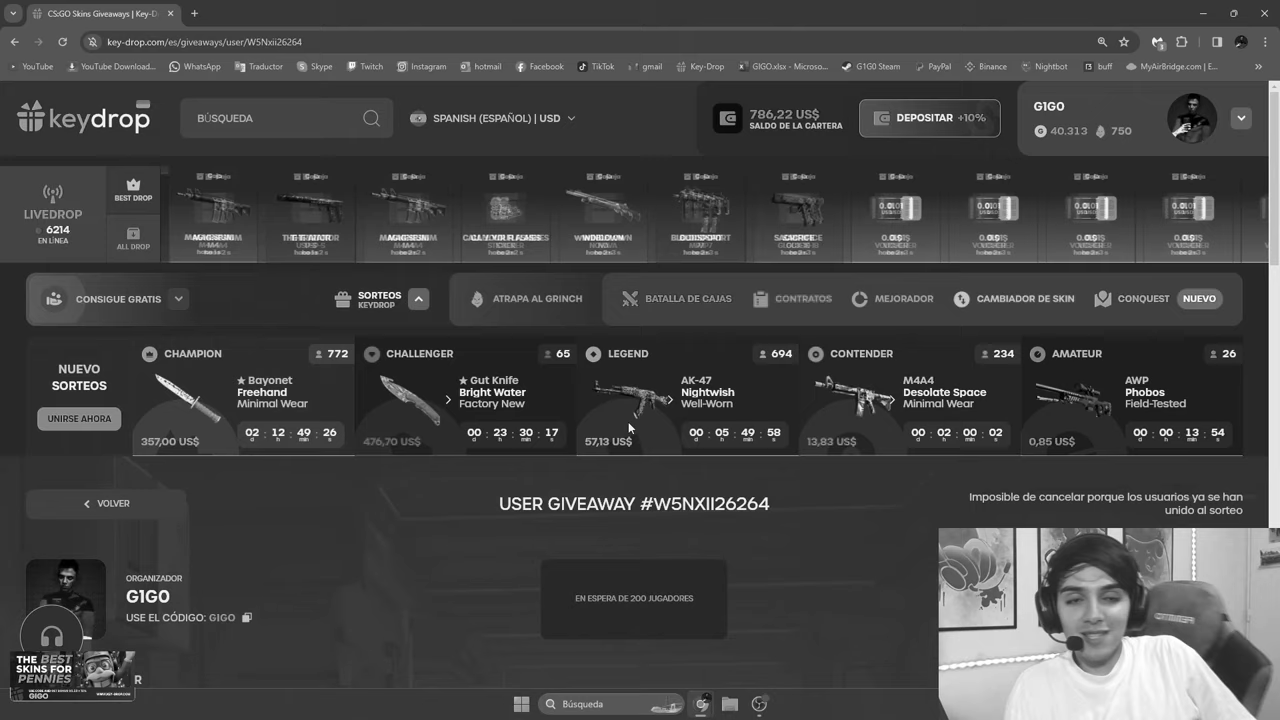 CS:GO Skins Giveaways | Key-D
key-drop.com/es/giveaways/user/W5Nxii26264
YouTube
YouTube Download...
WhatsApp
Traductor
Skype
Twitch
Instagram
hotmail
Facebook
TikTok
gmail
Key-Drop
GIGO.xlsx - Microso...
G1G0 Steam
PayPal
Binance
Nightbot
buff
MyAirBridge.com | E...
keydrop
BÚSQUEDA
SPANISH (ESPAÑOL) | USD
786,22 US$
SALDO DE LA CARTERA
DEPOSITAR +10%
G1G0
40.313
750
LIVEDROP
6214
EN LÍNEA
BEST DROP
ALL DROP
CONSIGUE GRATIS
SORTEOS
KEYDROP
ATRAPA AL GRINCH
BATALLA DE CAJAS
CONTRATOS
MEJORADOR
CAMBIADOR DE SKIN
CONQUEST
NUEVO
NUEVO
SORTEOS
UNIRSE AHORA
CHAMPION
772
★ Bayonet
Freehand
Minimal Wear
357,00 US$
02 : 12 : 49 : 26
d h min s
CHALLENGER
65
★ Gut Knife
Bright Water
Factory New
476,70 US$
00 : 23 : 30 : 17
d h min s
LEGEND
694
AK-47
Nightwish
Well-Worn
57,13 US$
00 : 05 : 49 : 58
d h min s
CONTENDER
234
M4A4
Desolate Space
Minimal Wear
13,83 US$
00 : 02 : 00 : 02
d h min s
AMATEUR
26
AWP
Phobos
Field-Tested
0,85 US$
00 : 00 : 13 : 54
d h min s
VOLVER
USER GIVEAWAY #W5NXII26264
Imposible de cancelar porque los usuarios ya se han
unido al sorteo
ORGANIZADOR
G1G0
USE EL CÓDIGO: GIGO
EN ESPERA DE 200 JUGADORES
THE BEST
SKINS FOR
PENNIES
GIGO
R
Búsqueda